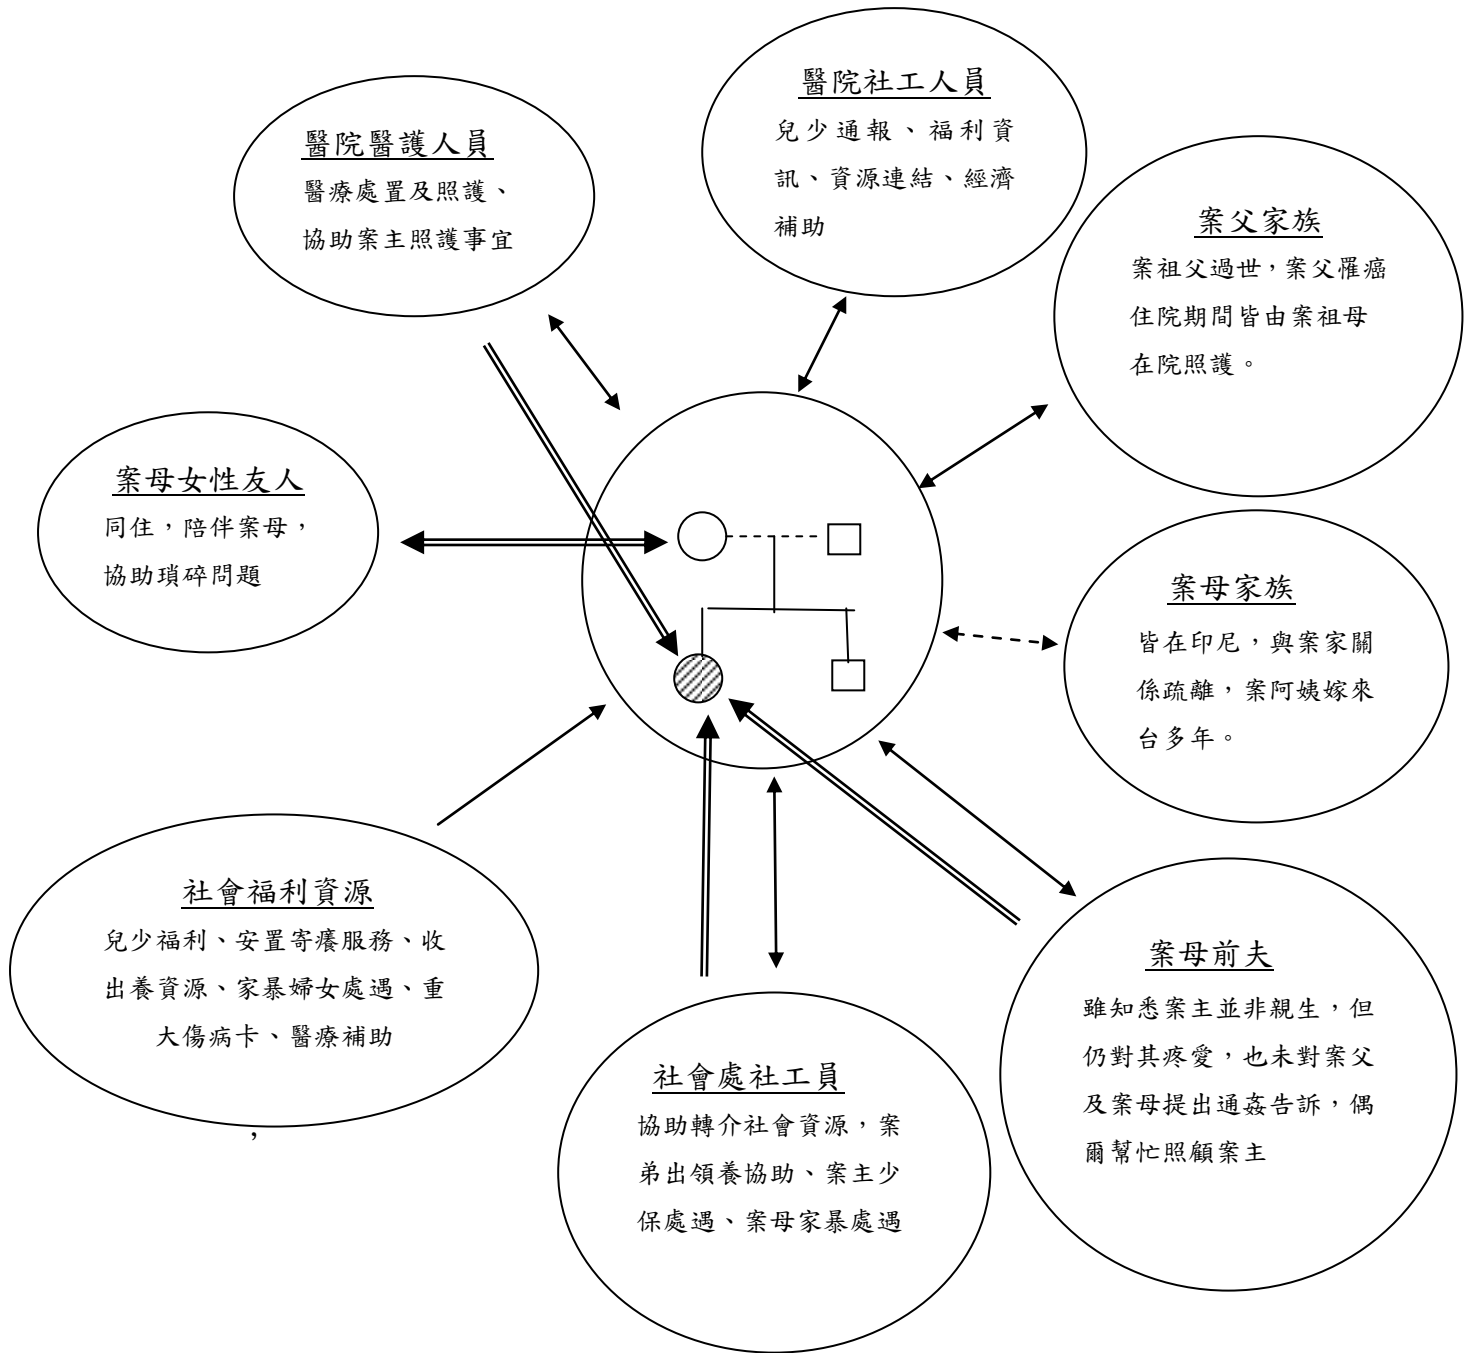 醫院社工人員
兒少通報、福利資
訊、資源連結、經濟
補助
醫院醫護人員
醫療處置及照護、
協助案主照護事宜
案父家族
案祖父過世，案父罹癌
住院期間皆由案祖母
在院照護。
案母女性友人
同住，陪伴案母，
協助瑣碎問題
案母家族
皆在印尼，與案家關
係疏離，案阿姨嫁來
台多年。
社會福利資源
兒少福利、安置寄養服務、收
出養資源、家暴婦女處遇、重
大傷病卡、醫療補助
，
案母前夫
雖知悉案主並非親生，但
仍對其疼愛，也未對案父
及案母提出通姦告訴，偶
爾幫忙照顧案主
社會處社工員
協助轉介社會資源，案
弟出領養協助、案主少
保處遇、案母家暴處遇